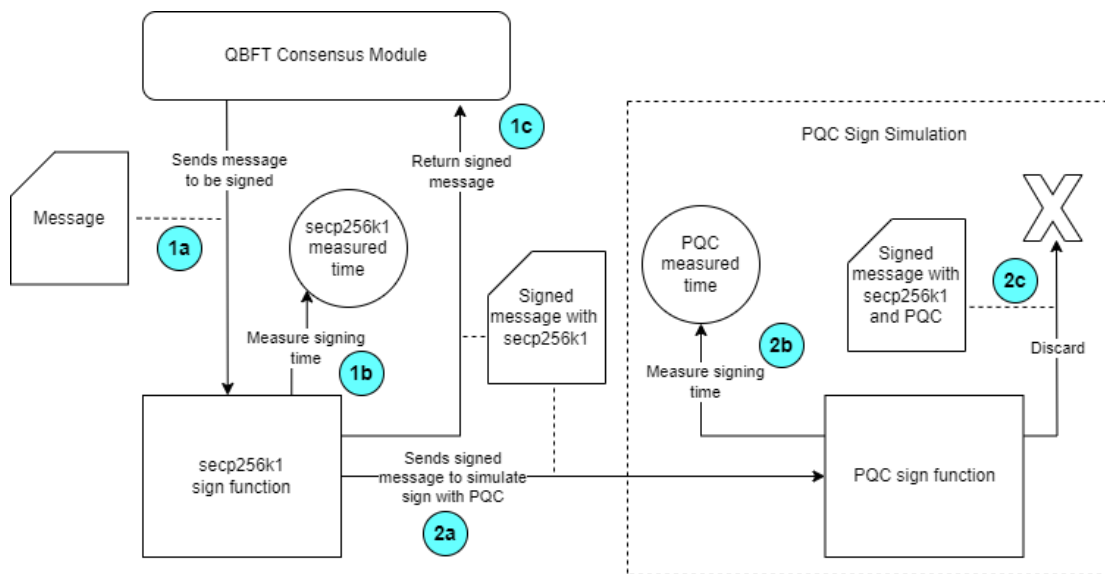 QBFT Consensus Module
1c
PQC Sign Simulation
Sends message
to be signed
Return signed
message
Message
1a
secp256k1
measured
time
PQC
measured
time
Signed
message with
secp256k1
and PQC
2c
Signed
message with
secp256k1
Measure signing
time
1b
2b
Measure signing
time
Discard
secp256k1
sign function
Sends signed
message to simulate
sign with PQC
2a
PQC sign function